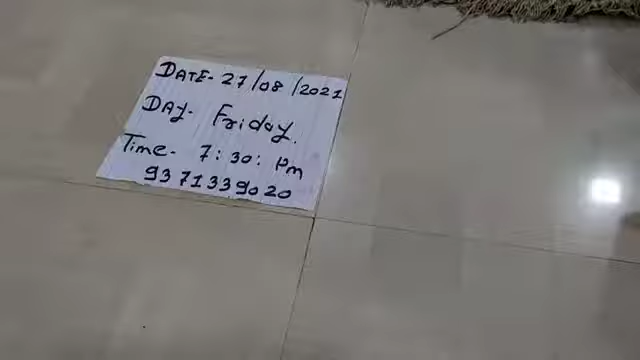 DATE- 27/08/2021
DAY- Friday.
Time- 7:30: Pm
9371339020